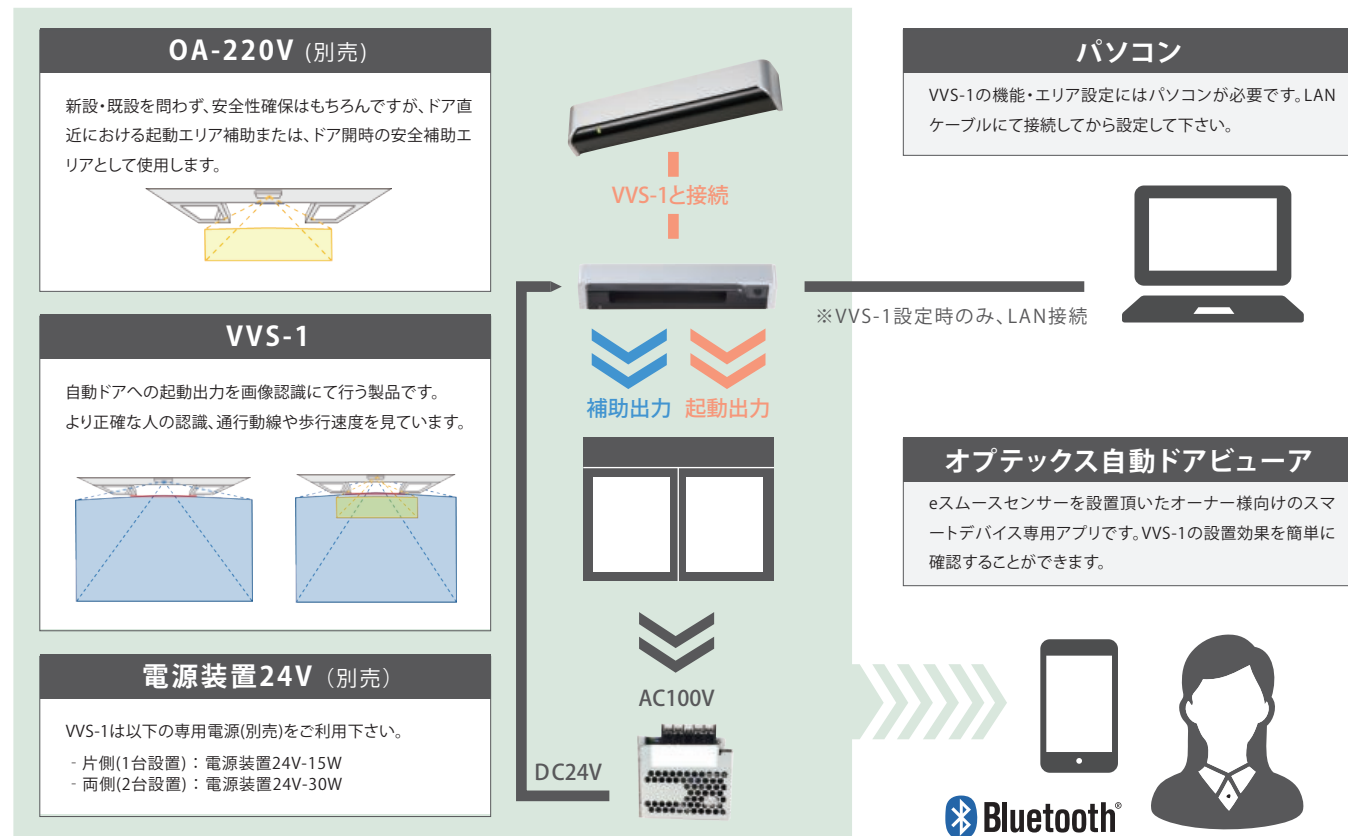 OA-220V (別売)
新設・既設を問わず、安全性確保はもちろんですが、ドア直
近における起動エリア補助または、ドア開時の安全補助エ
リアとして使用します。
VVS-1
自動ドアへの起動出力を画像認識にて行う製品です。
より正確な人の認識、通行動線や歩行速度を見ています。
電源装置24V（別売）
VVS-1は以下の専用電源(別売)をご利用下さい。
- 片側(1台設置)：電源装置24V-15W
- 両側(2台設置)：電源装置24V-30W
VVS-1と接続
補助出力 起動出力
AC100V
DC24V
※VVS-1設定時のみ、LAN接続
パソコン
VVS-1の機能・エリア設定にはパソコンが必要です。LAN
ケーブルにて接続してから設定して下さい。
オプテックス自動ドアビューア
eスムースセンサーを設置頂いたオーナー様向けのスマ
ートデバイス専用アプリです。VVS-1の設置効果を簡単に
確認することができます。
Bluetooth®